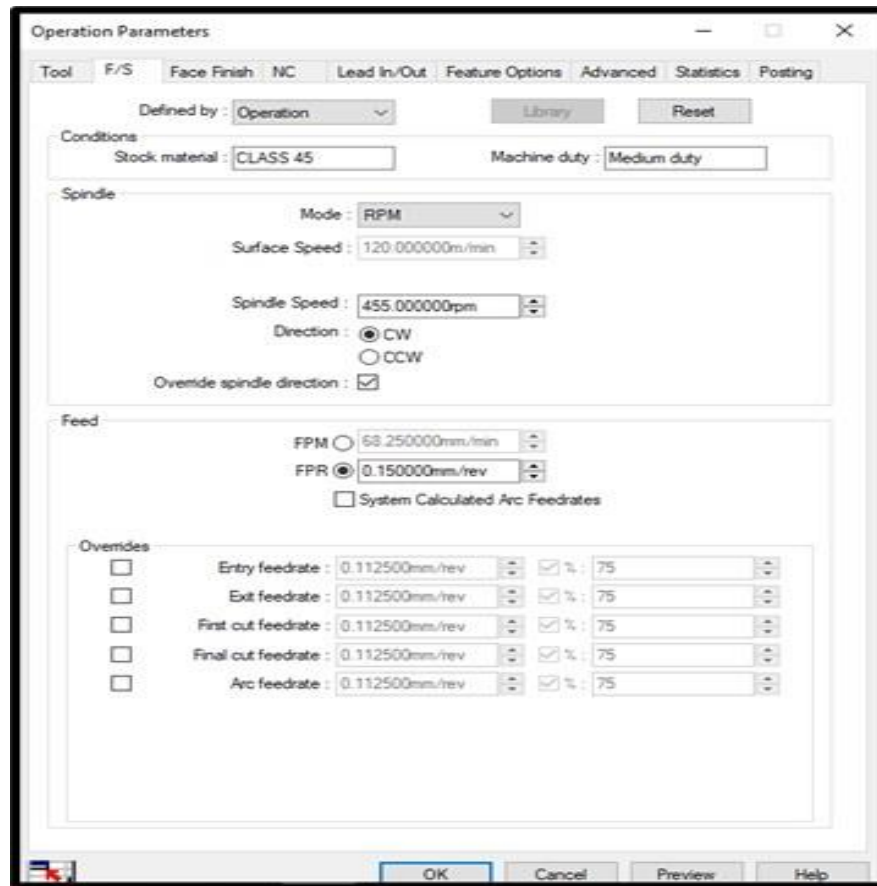 Operation Parameters
Tool F/S Face Finish NC Lead In/Out Feature Options Advanced Statistics Posting
Defined by : Operation Library Reset
Conditions
Stock material : CLASS 45 Machine duty : Medium duty
Spindle
Mode : RPM
Surface Speed : 120.000000m/min
Spindle Speed : 455.000000rpm
Direction : CW
CCW
Override spindle direction :
Feed
FPM 68.250000mm/min
FPR 0.150000mm/rev
System Calculated Arc Feedrates
Overrides
Entry feedrate : 0.112500mm/rev % : 75
Exit feedrate : 0.112500mm/rev % : 75
First cut feedrate : 0.112500mm/rev % : 75
Final cut feedrate : 0.112500mm/rev % : 75
Arc feedrate : 0.112500mm/rev % : 75
OK Cancel Preview Help